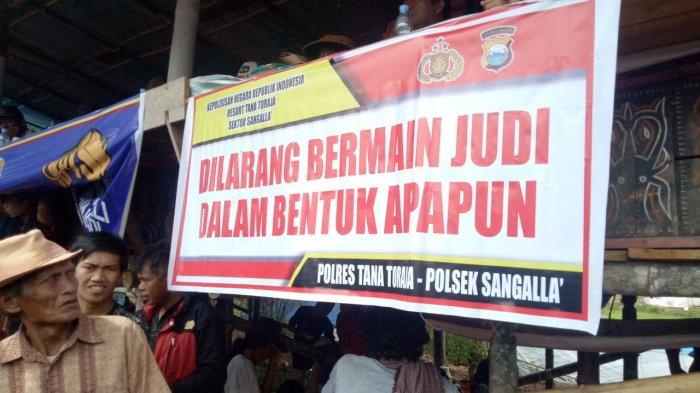 KEPOLISIAN NEGARA REPOBLIK INDONESIA
RESORT TANA TORAJA
SEKTOR SANGALLA'
DILARANG BERMAIN JUDI
DALAM BENTUK APAPUN
POLRES TANA TORAJA - POLSEK SANGALLA'